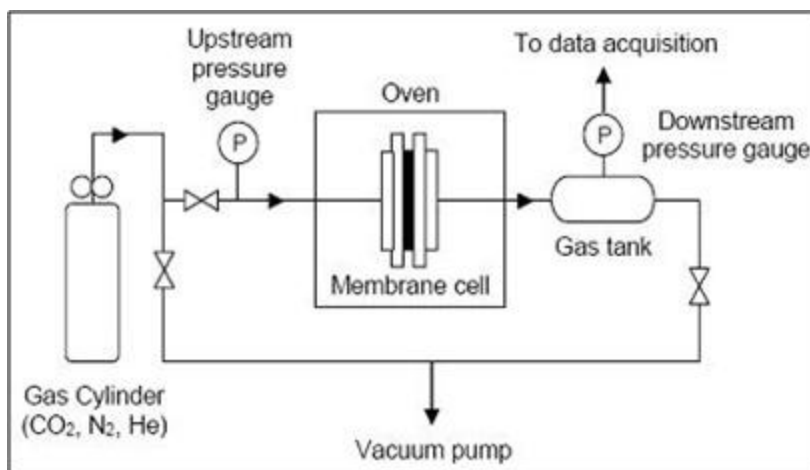 Upstream
pressure
gauge
P
Oven
Membrane cell
To data acquisition
P
Downstream
pressure gauge
Gas tank
Gas Cylinder
(CO₂, N₂, He)
Vacuum pump